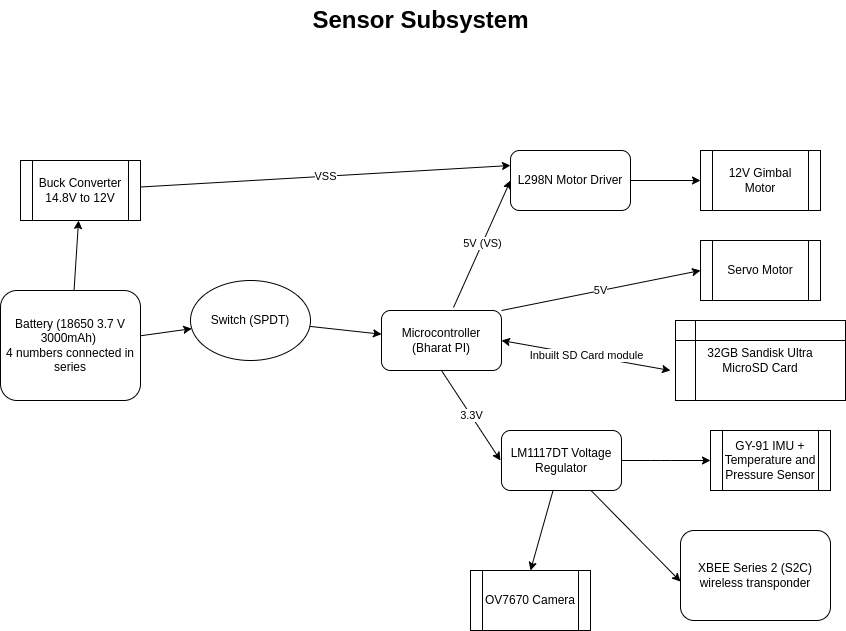 Sensor Subsystem
Buck Converter
14.8V to 12V
VSS
L298N Motor Driver
12V Gimbal
Motor
5V (VS)
Servo Motor
5V
Battery (18650 3.7 V
3000mAh)
4 numbers connected in
series
Switch (SPDT)
Microcontroller
(Bharat PI)
Inbuilt SD Card module
32GB Sandisk Ultra
MicroSD Card
3.3V
LM1117DT Voltage
Regulator
GY-91 IMU +
Temperature and
Pressure Sensor
OV7670 Camera
XBEE Series 2 (S2C)
wireless transponder